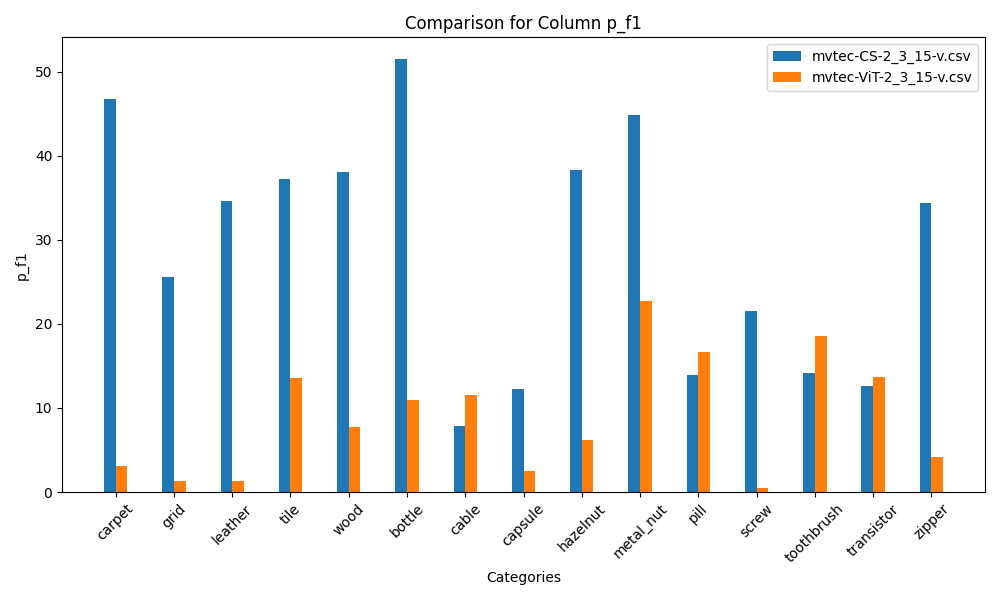 Comparison for Column p_f1
mvtec-CS-2_3_15-v.csv
mvtec-ViT-2_3_15-v.csv
50
40
30
20
10
0
p_f1
carpet
grid
leather
tile
wood
bottle
cable
capsule
hazelnut
metal_nut
pill
screw
toothbrush
transistor
zipper
Categories